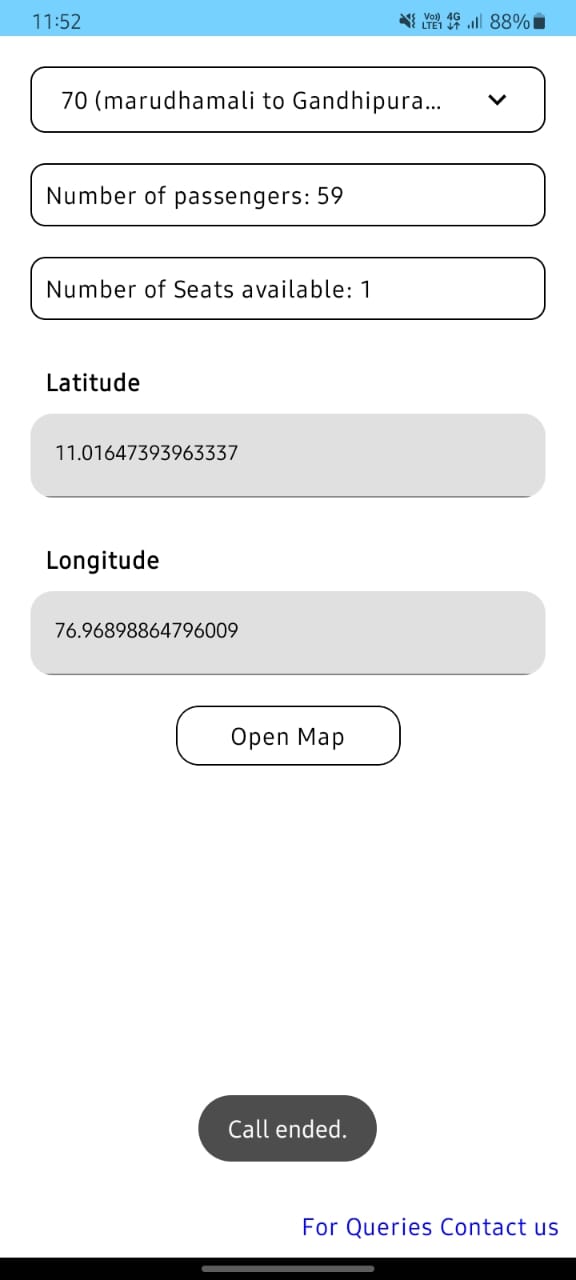 11:52
Vo)) 4G
LTE1
88%
70 (marudhamali to Gandhipura...
Number of passengers: 59
Number of Seats available: 1
Latitude
11.01647393963337
Longitude
76.96898864796009
Open Map
Call ended.
For Queries Contact us